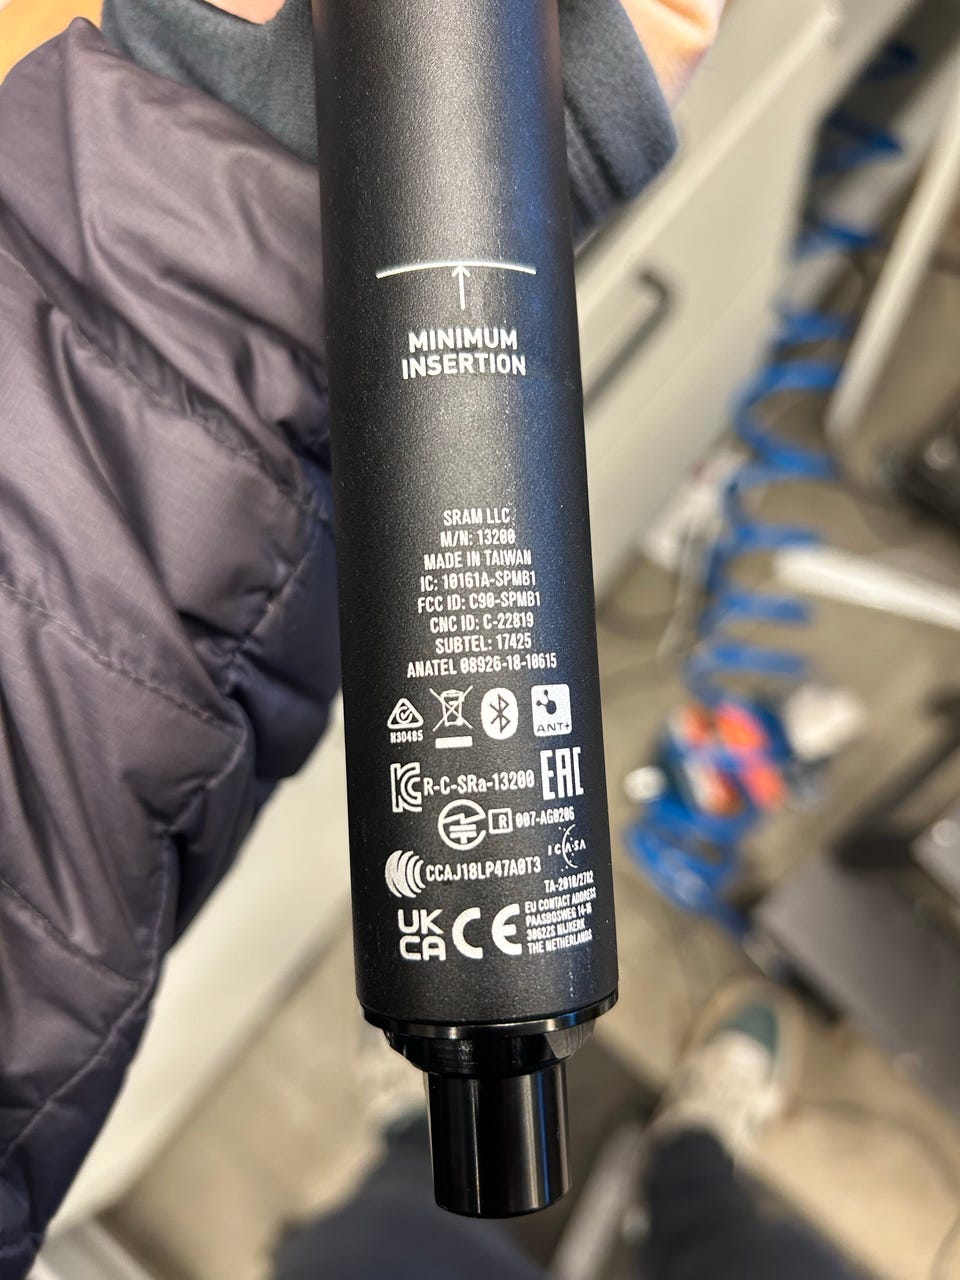 MINIMUM
INSERTION
SRAM LLC
M/N: 13200
MADE IN TAIWAN
IC: 10161A-SPMB1
FCC ID: C9O-SPMB1
CNC ID: C-22819
SUBTEL: 17425
ANATEL 08926-18-10615
N30485
ANT+
R-C-SRa-13200
EAC
R 007-AG0206
ICASA
CCAJ18LP47A0T3
TA-2018/2782
UK
CA
CE
EU CONTACT ADDRESS
PAASBOSWEG 14-16
3862ZS NIJKERK
THE NETHERLANDS